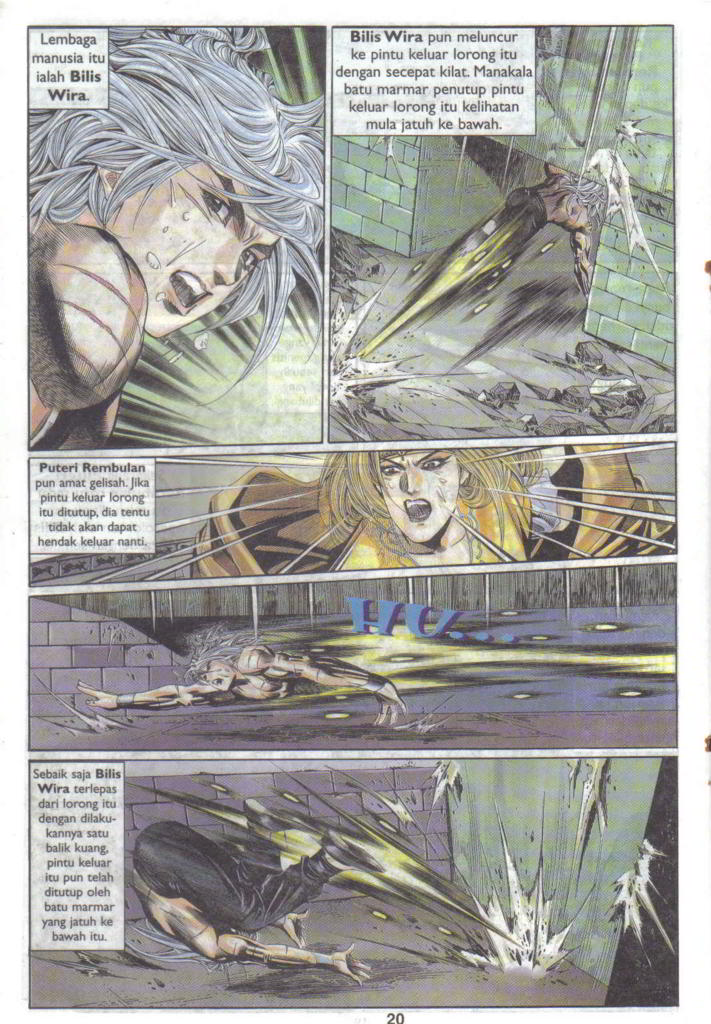 Lembaga
manusia itu
ialah Bilis
Wira.
Bilis Wira pun meluncur
ke pintu keluar lorong itu
dengan secepat kilat. Manakala
batu marmar penutup pintu
keluar lorong itu kelihatan
mula jatuh ke bawah.
Puteri Rembulan
pun amat gelisah. Jika
pintu keluar lorong
itu ditutup, dia tentu
tidak akan dapat
hendak keluar nanti.
HU...
Sebaik saja Bilis
Wira terlepas
dari lorong itu
dengan dilaku-
kannya satu
balik kuang,
pintu keluar
itu pun telah
ditutup oleh
batu marmar
yang jatuh ke
bawah itu.
20